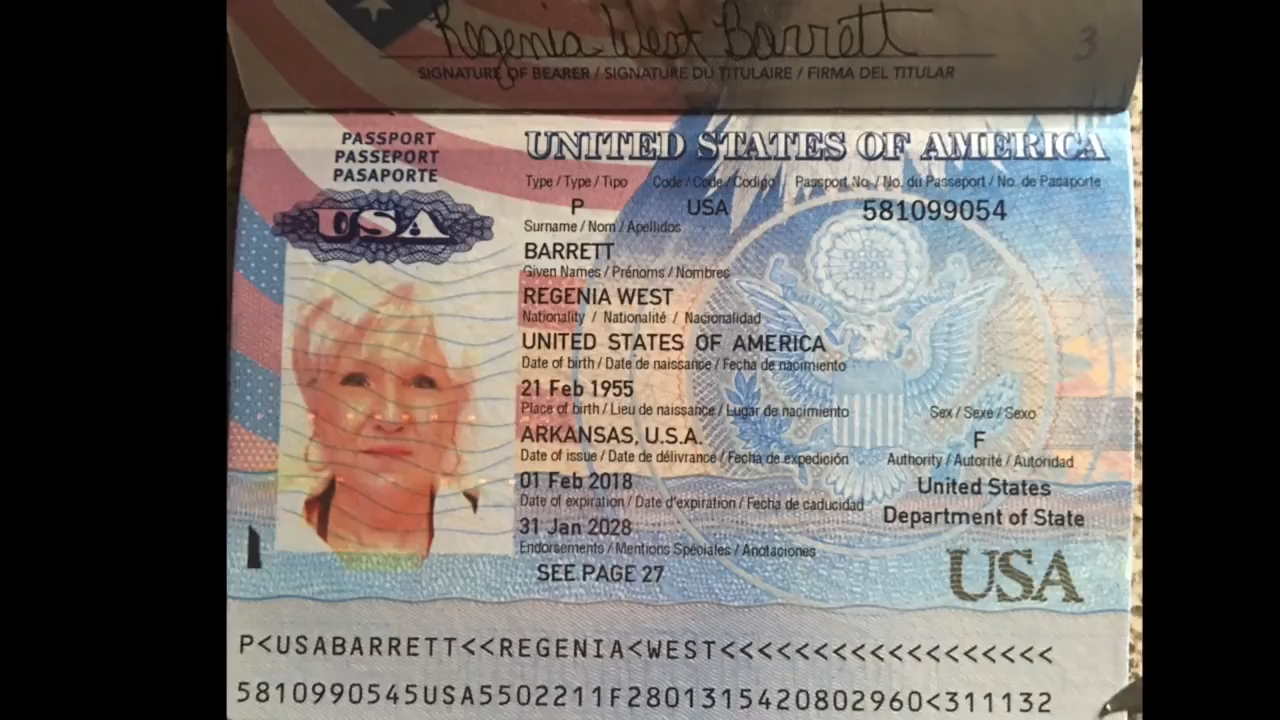 Regenia West Barrett
SIGNATURE OF BEARER / SIGNATURE DU TITULAIRE / FIRMA DEL TITULAR
3
PASSPORT
PASSEPORT
PASAPORTE
USA
UNITED STATES OF AMERICA
Type / Type / Tipo Code / Code / Codigo Passport No. / No. du Passeport / No. de Pasaporte
P USA 581099054
Surname / Nom / Apellidos
BARRETT
Given Names / Prénoms / Nombres
REGENIA WEST
Nationality / Nationalité / Nacionalidad
UNITED STATES OF AMERICA
Date of birth / Date de naissance / Fecha de nacimiento
21 Feb 1955
Place of birth / Lieu de naissance / Lugar de nacimiento Sex / Sexe / Sexo
ARKANSAS, U.S.A. F
Date of issue / Date de délivrance / Fecha de expedición Authority / Autorité / Autoridad
01 Feb 2018 United States
Date of expiration / Date d'expiration / Fecha de caducidad Department of State
31 Jan 2028
Endorsements / Mentions Spéciales / Anotaciones
SEE PAGE 27
USA
P<USABARRETT<<REGENIA<WEST<<<<<<<<<<<<<<<<<<
5810990545USA5502211F2801315420802960<311132